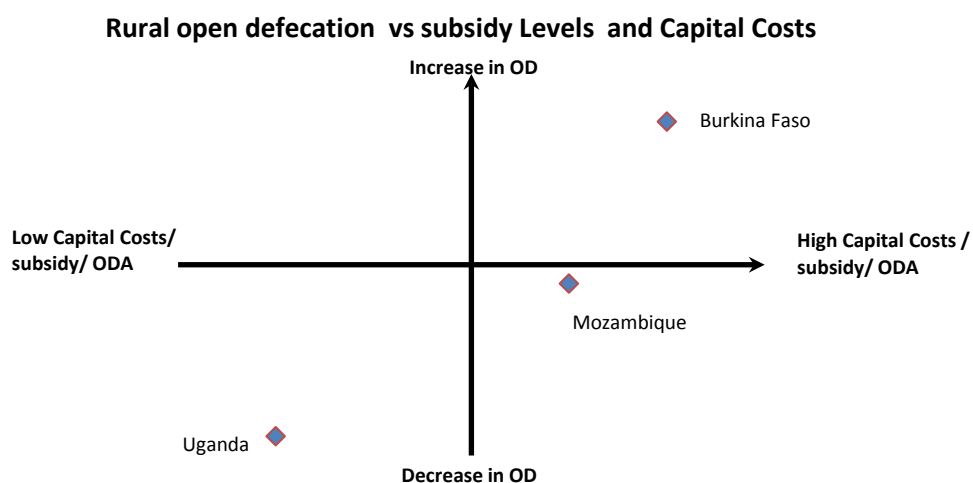 Rural open defecation vs subsidy Levels and Capital Costs
Increase in OD
Burkina Faso
Low Capital Costs/
subsidy/ ODA
High Capital Costs /
subsidy/ ODA
Mozambique
Uganda
Decrease in OD